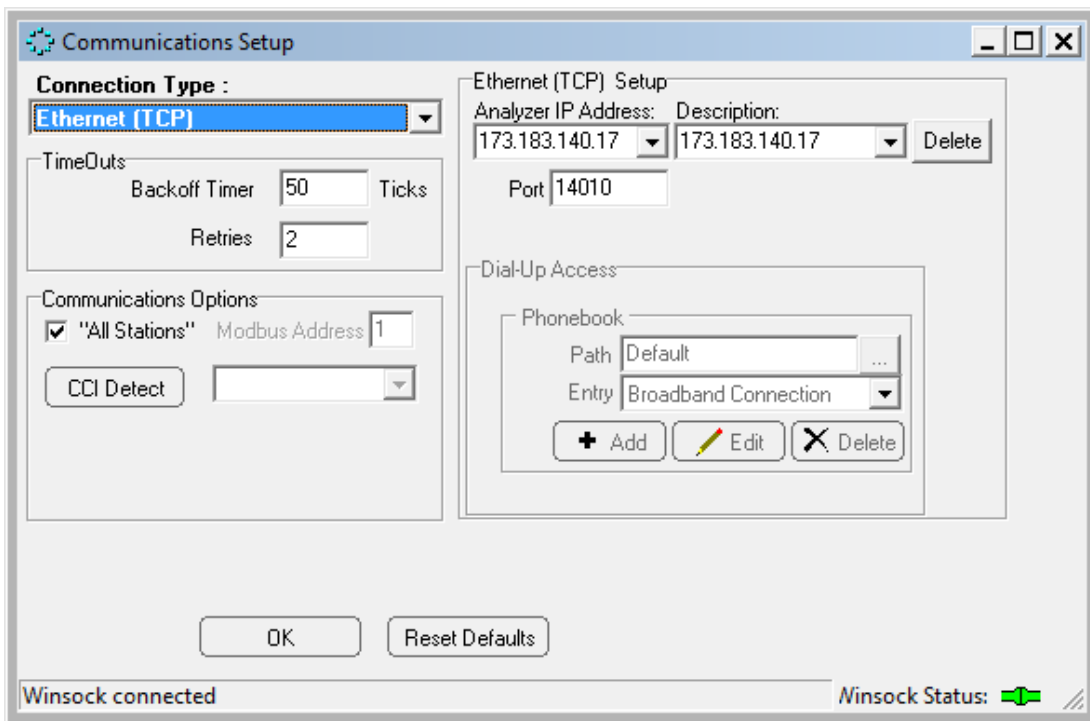 Communications Setup
Connection Type :
Ethernet (TCP)
TimeOuts
Backoff Timer 50 Ticks
Retries 2
Communications Options
"All Stations" Modbus Address 1
CCI Detect
Ethernet (TCP) Setup
Analyzer IP Address: Description:
173.183.140.17 173.183.140.17 Delete
Port 14010
Dial-Up Access
Phonebook
Path Default ...
Entry Broadband Connection
Add Edit Delete
OK Reset Defaults
Winsock connected Winsock Status: